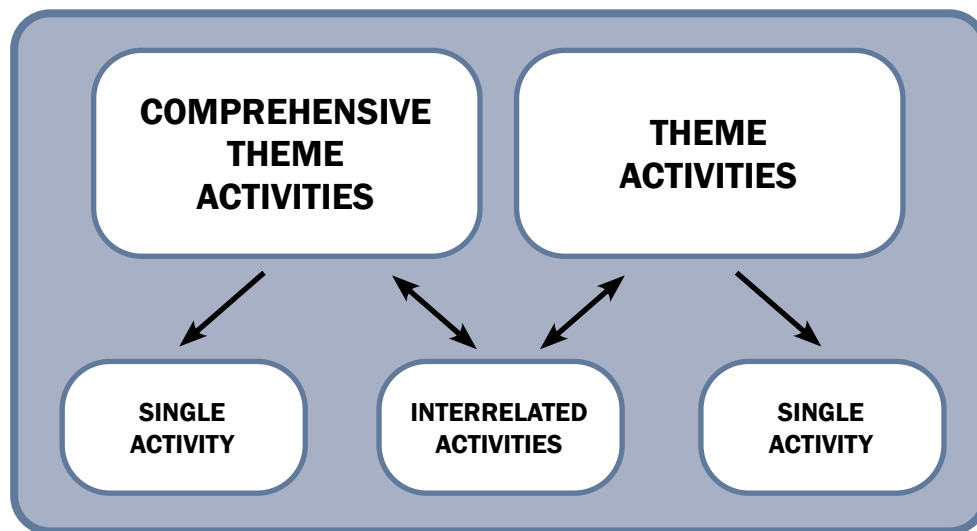 COMPREHENSIVE
THEME
ACTIVITIES
THEME
ACTIVITIES
SINGLE
ACTIVITY
INTERRELATED
ACTIVITIES
SINGLE
ACTIVITY